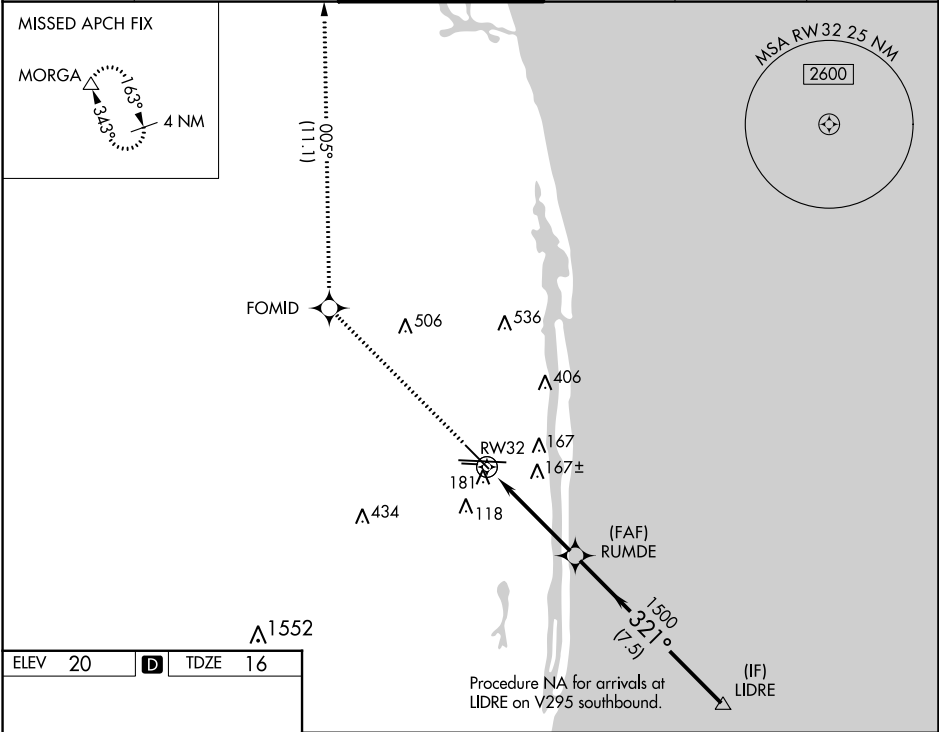 MISSED APCH FIX
MORGA
163°
343°
4 NM
005°
(11.1)
MSA RW32 25 NM
2600
FOMID
506
536
406
RW32
167
167±
181
118
434
(FAF)
RUMDE
1500
321°
(7.5)
1552
(IF)
LIDRE
ELEV 20 D TDZE 16
Procedure NA for arrivals at
LIDRE on V295 southbound.